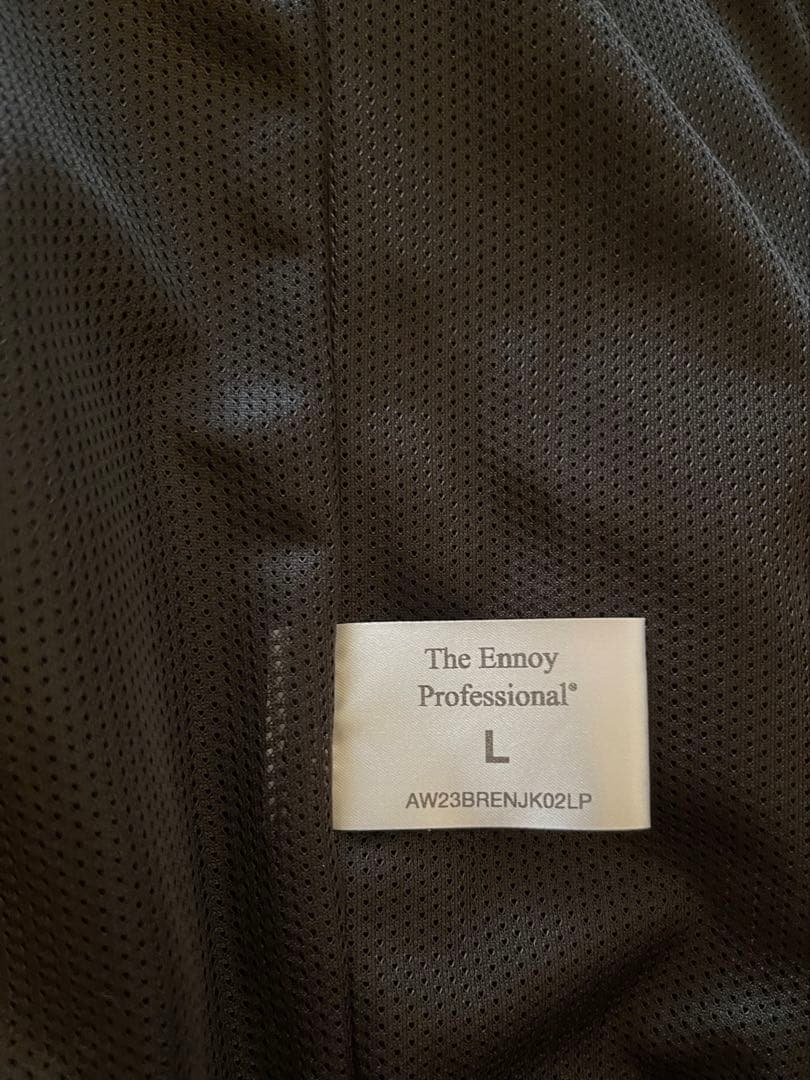 The Ennoy
Professional®
L
AW23BRENJK02LP